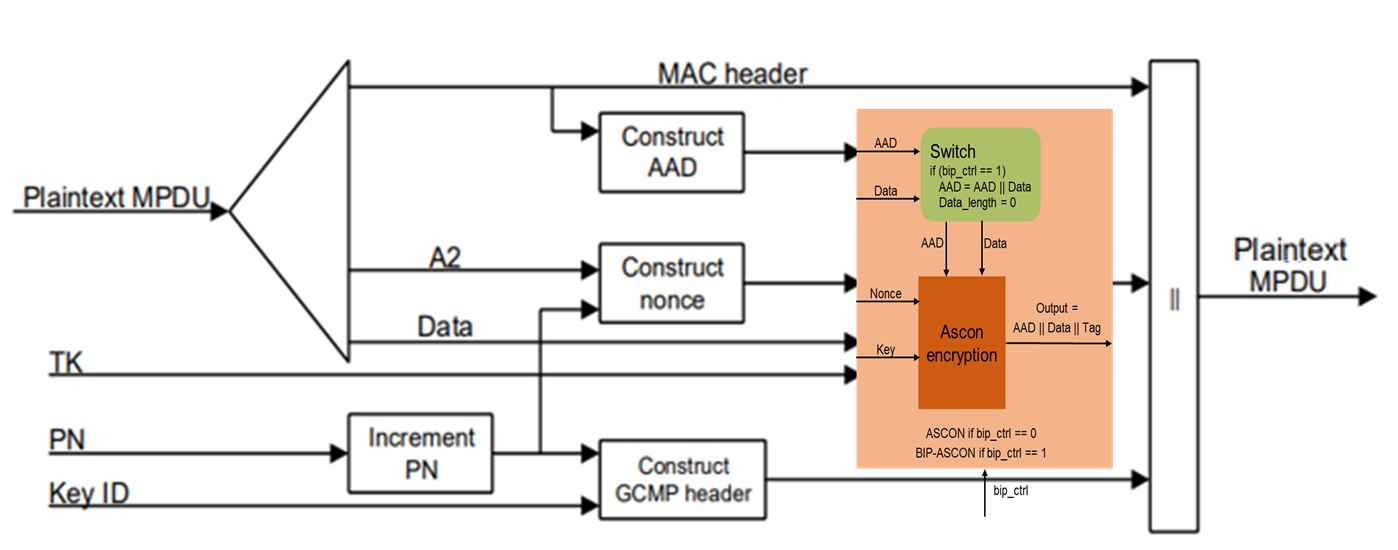 MAC header
Construct
AAD
Plaintext MPDU
A2
Construct
nonce
Data
TK
PN
Increment
PN
Key ID
Construct
GCMP header
AAD
Data
Switch
if (bip_ctrl == 1)
AAD = AAD || Data
Data_length = 0
AAD
Data
Nonce
Key
Ascon
encryption
Output =
AAD || Data || Tag
ASCON if bip_ctrl == 0
BIP-ASCON if bip_ctrl == 1
bip_ctrl
||
Plaintext
MPDU